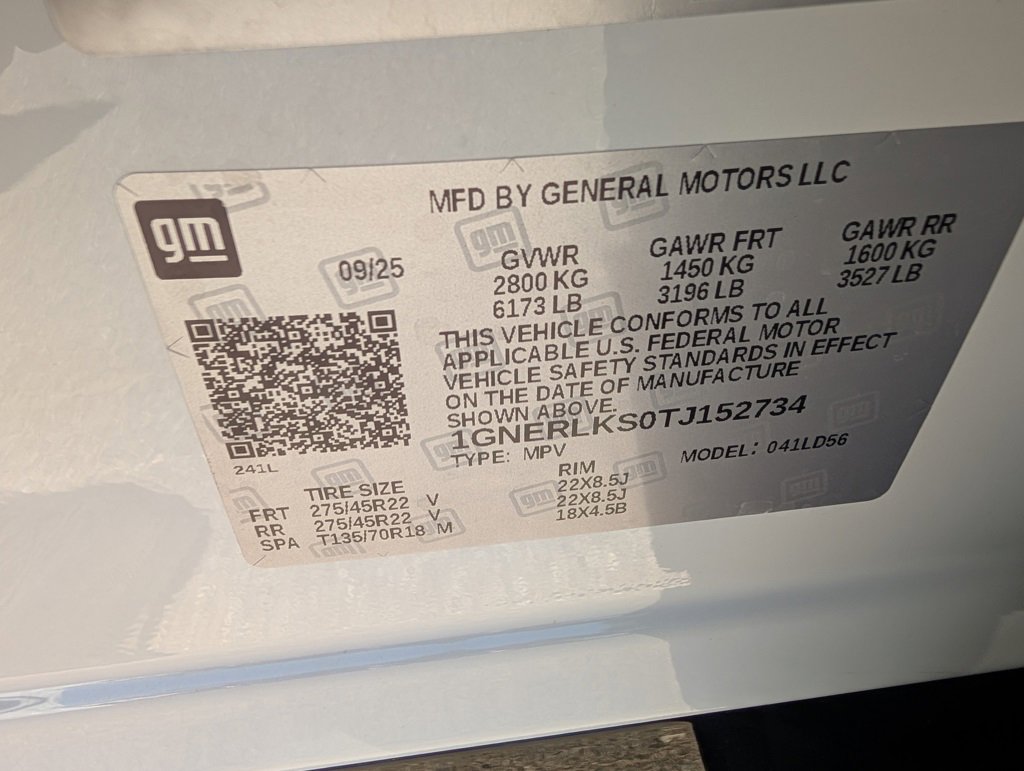 gm
MFD BY GENERAL MOTORS LLC
09/25
GVWR GAWR FRT GAWR RR
2800 KG 1450 KG 1600 KG
6173 LB 3196 LB 3527 LB
THIS VEHICLE CONFORMS TO ALL
APPLICABLE U.S. FEDERAL MOTOR
VEHICLE SAFETY STANDARDS IN EFFECT
ON THE DATE OF MANUFACTURE
SHOWN ABOVE.
1GNERLKS0TJ152734
TYPE: MPV MODEL: 041LD56
241L
TIRE SIZE RIM
FRT 275/45R22 V 22X8.5J
RR 275/45R22 V 22X8.5J
SPA T135/70R18 M 18X4.5B